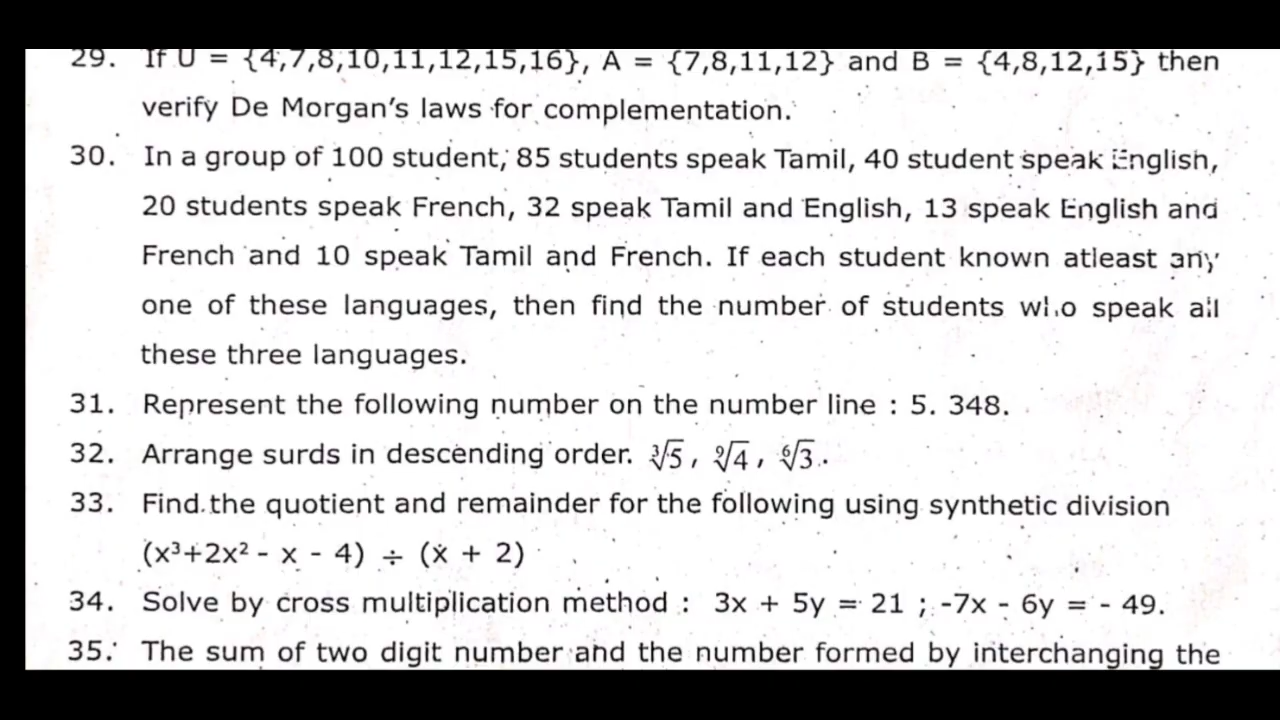 29. If U = {4,7,8,10,11,12,15,16}, A = {7,8,11,12} and B = {4,8,12,15} then
verify De Morgan's laws for complementation.
30. In a group of 100 student, 85 students speak Tamil, 40 student speak English,
20 students speak French, 32 speak Tamil and English, 13 speak English and
French and 10 speak Tamil and French. If each student known atleast any
one of these languages, then find the number of students who speak all
these three languages.
31. Represent the following number on the number line : 5. 348.
32. Arrange surds in descending order. ∛5, ⁹√4, ⁶√3.
33. Find the quotient and remainder for the following using synthetic division
(x³+2x² - x - 4) ÷ (x + 2)
34. Solve by cross multiplication method : 3x + 5y = 21 ; -7x - 6y = - 49.
35. The sum of two digit number and the number formed by interchanging the